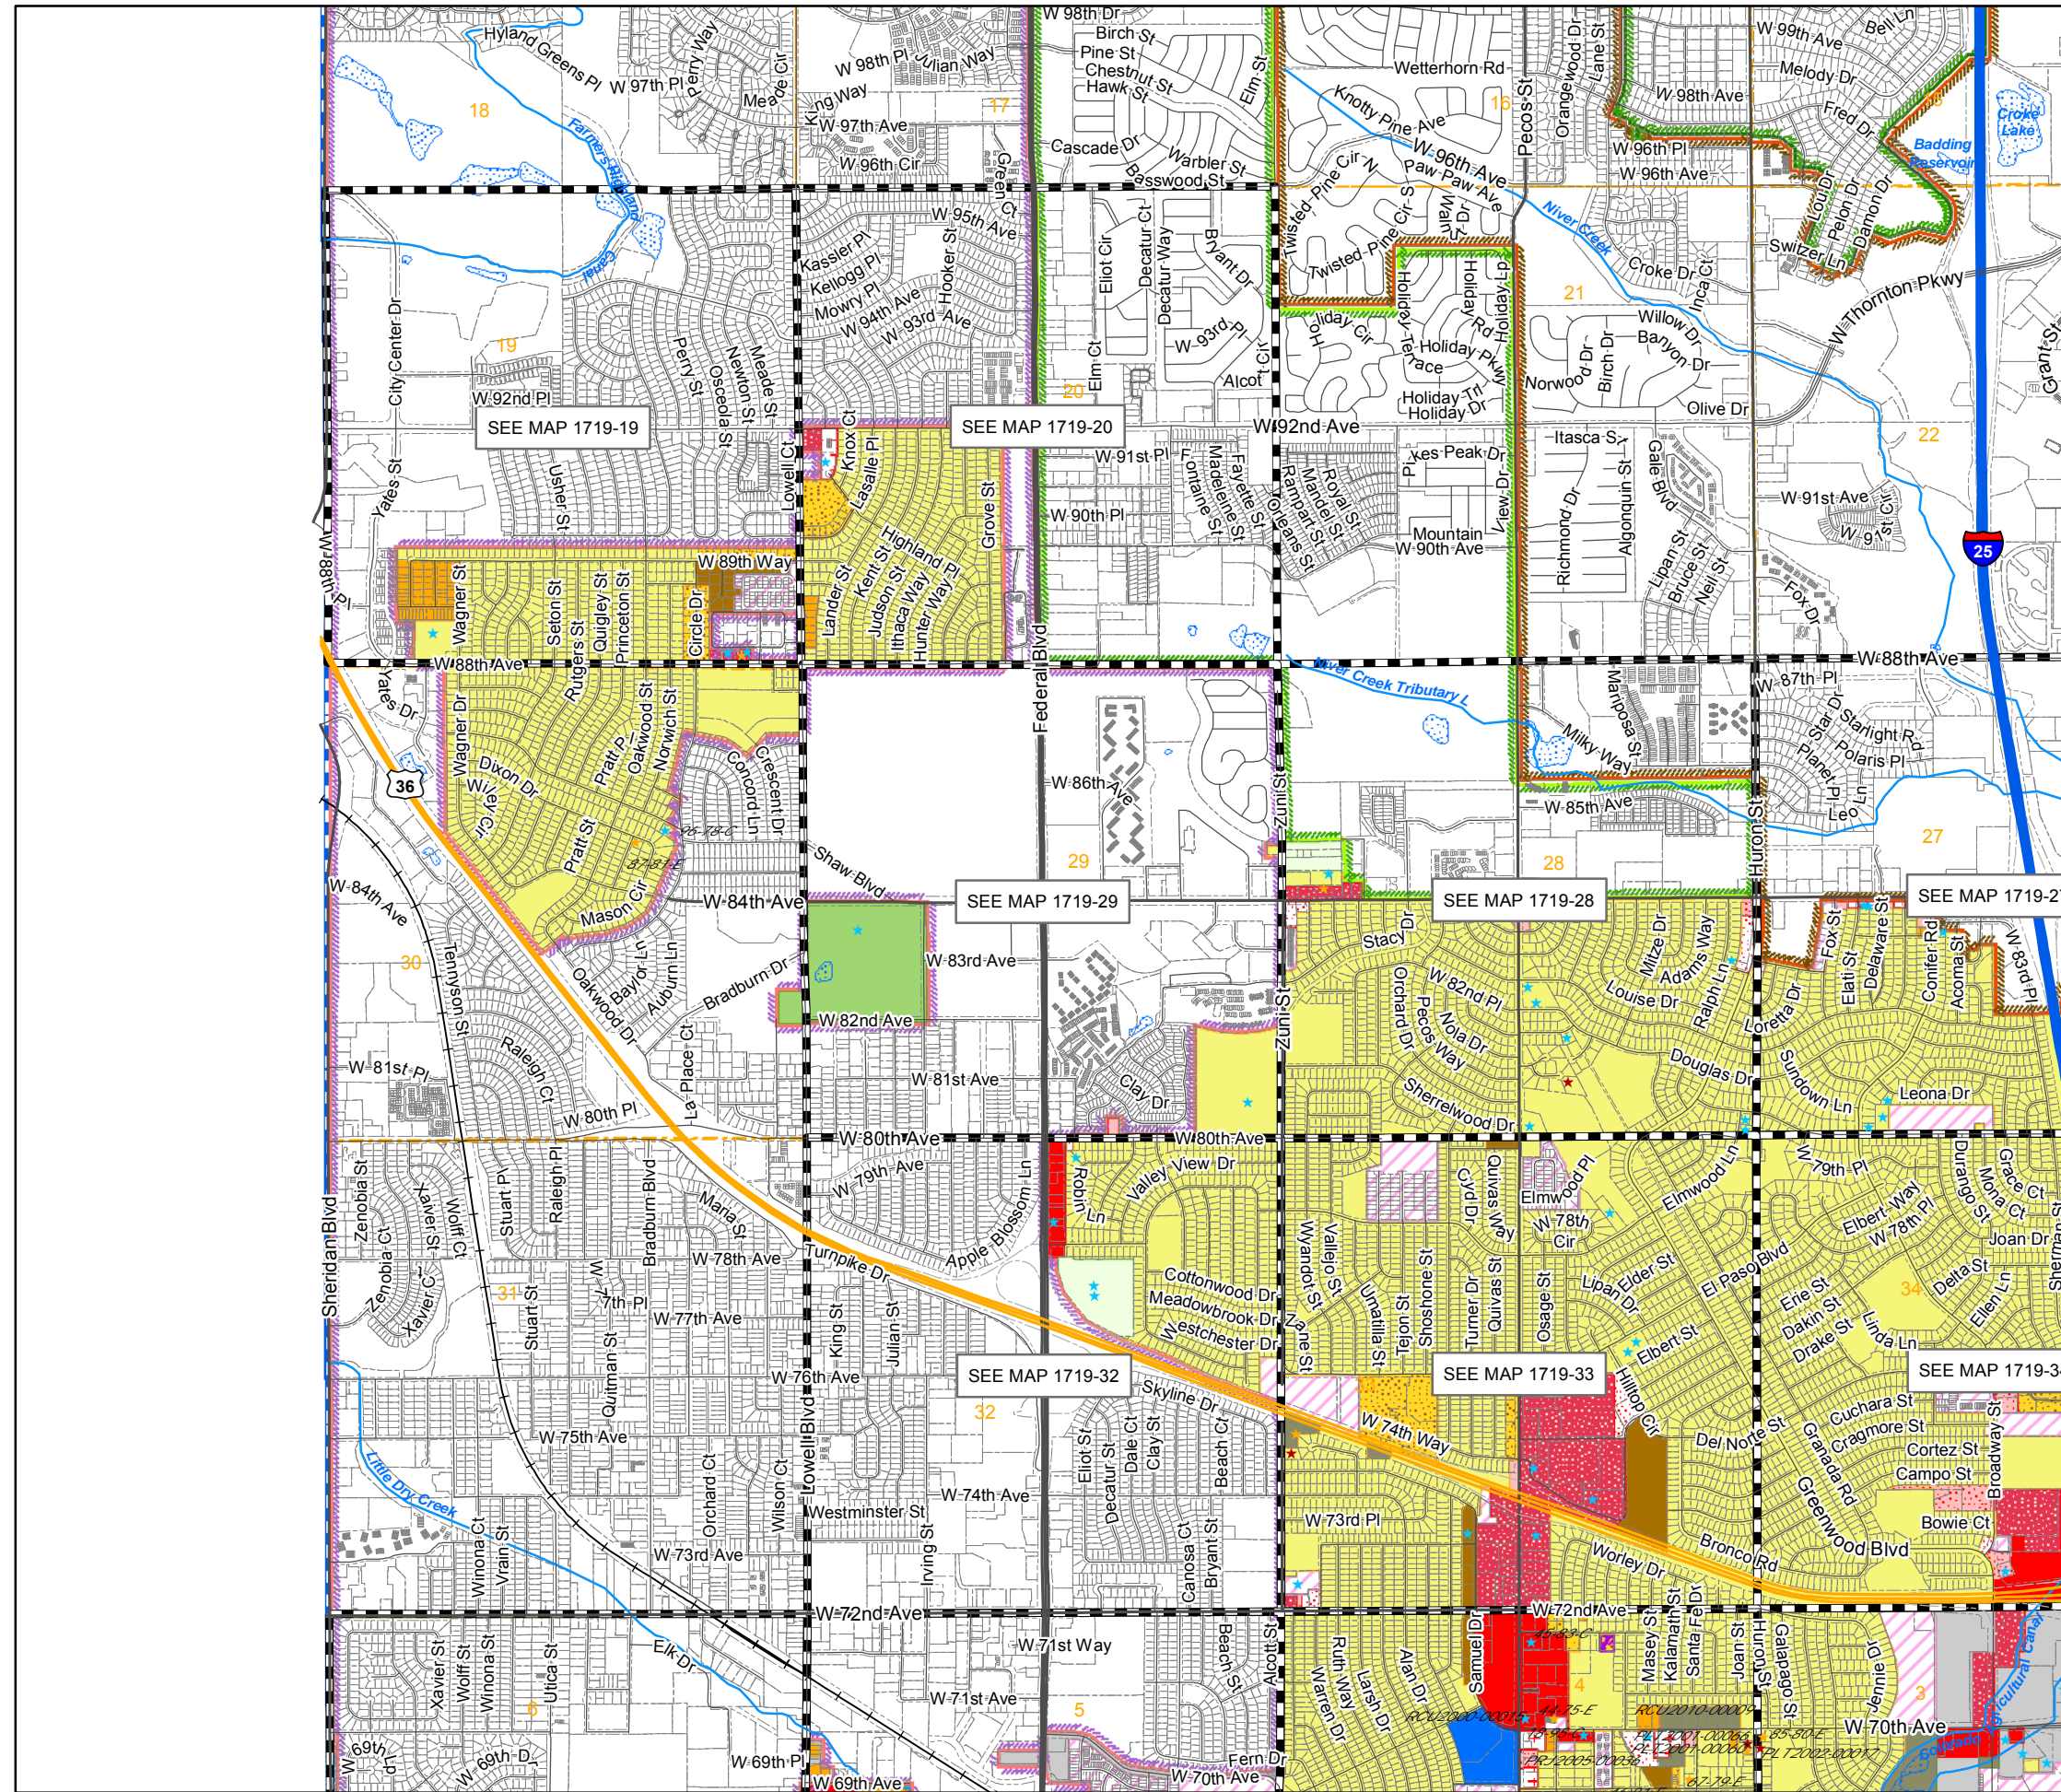 W 98th Dr
Birch St
Pine St
Chestnut St
Hawk St
Elm St
Cascade Dr
Warbler St
Basswood St
Hyland Greens Pl
W 97th Pl
Perry Way
Meade Cir
W 98th Pl
Julian Way
King Way
W 97th Ave
W 96th Cir
Green Ct
18
17
Farmers Highland
Canal
Wetterhorn Rd
16
Pecos St
Orangewood Dr
Lane St
Knotty Pine Ave
W 96th Ave
Paw Paw Ave
Twisted Pine Cir N
Twisted Pine Cir S
Walnut Dr
Niver Creek
W 99th Ave
Bell Ln
Melody Dr
W 98th Ave
Fred Dr
W 96th Pl
W 96th Ave
15
Croke
Lake
Badding
Reservoir
Lou Dr
Pelon Dr
Damon Dr
Switzer Ln
W Thornton Pkwy
Grant St
City Center Dr
19
W 92nd Pl
Perry St
Osceola St
Newton St
Meade St
SEE MAP 1719-19
W 95th Ave
Kassler Pl
Kellogg Pl
Mowry Pl
W 94th Ave
W 93rd Ave
Hooker St
Eliot Cir
Decatur Ct
Decatur Way
Bryant Dr
W 93rd Pl
Elm Ct
Alcott Cir
20
SEE MAP 1719-20
Holiday Cir
Holiday Terrace
Holiday Rd
Holiday Pkwy
Holiday Trl
Holiday Dr
21
Croke Dr
Inca Ct
Willow Dr
Banyon Dr
Norwood Dr
Birch Dr
Olive Dr
W 92nd Ave
22
Yates St
Usher St
Lowell Ct
Knox Ct
Lasalle Pl
Grove St
Highland Pl
Kent St
Judson St
Ithaca Way
Hunter Way
Lander St
W 91st Pl
W 90th Pl
Fontaine St
Madeleine St
Fayette St
Orleans St
Rampart St
Mandel St
Royal St
Pikes Peak Dr
Mountain
View Dr
W 90th Ave
Itasca St
Richmond Dr
Algonquin St
Gale Blvd
Lipan St
Bruce St
Neil St
W 91st Ave
W 91st Cir
Fox Dr
25
W 88th Pl
Wagner St
Seton St
Rutgers St
Quigley St
Princeton St
Circle Dr
W 89th Way
W 88th Ave
Federal Blvd
W 88th Ave
Yates Dr
36
Wagner Dr
Dixon Dr
Wiley Cir
Pratt Pl
Oakwood St
Norwich St
Pratt St
Mason Cir
96-78-C
87-81-E
Concord Ln
Crescent Dr
Shaw Blvd
W 86th Ave
Zuni St
29
SEE MAP 1719-29
Niver Creek Tributary L
Milky Way
Mariposa St
W 85th Ave
28
SEE MAP 1719-28
Huron St
W 87th Pl
Star Dr
Starlight Rd
Polaris Pl
Planet Pl
Leo Ln
27
SEE MAP 1719-27
W 84th Ave
30
Tennyson St
W 84th Ave
Oakwood Dr
Baylor Ln
Auburn Ln
Bradburn Dr
W 83rd Ave
W 82nd Ave
La Place Ct
W 81st Pl
Raleigh Ct
W 80th Pl
W 81st Ave
Clay Dr
W 80th Ave
W 80th Ave
Zuni St
Stacy Dr
Orchard Dr
W 82nd Pl
Pecos Way
Nola Dr
Sherrelwood Dr
Mitze Dr
Adams Way
Louise Dr
Ralph Ln
Douglas Dr
Loretta Dr
Fox St
Elati St
Delaware St
Conifer Rd
Acoma St
W 83rd Pl
Sundown Ln
Leona Dr
Sheridan Blvd
Zenobia St
Xavier St
Wolff Ct
Zenobia Ct
Xavier Ct
Stuart Pl
Raleigh Pl
Bradburn Blvd
Maria St
W 78th Ave
W 77th Pl
W 77th Ave
31
Stuart St
Quitman St
W 79th Ave
Apple Blossom Ln
Turnpike Dr
King St
Julian St
W 76th Ave
SEE MAP 1719-32
32
Robin Ln
Valley View Dr
Cottonwood Dr
Meadowbrook Dr
Westchester Dr
Zane St
Skyline Dr
Wyandot St
Vallejo St
Umatilla St
Tejon St
Shoshone St
Clyd Dr
Turner Dr
Quivas Way
Quivas St
Osage St
Elmwood Pl
W 78th
Cir
Elder St
Lipan Dr
Elbert St
Elmwood Ln
El Paso Blvd
SEE MAP 1719-33
Hilltop Cir
W 79th Pl
Durango St
Grace Ct
Mona Ct
Elbert Way
W 78th Pl
Joan Dr
Delta St
Ellen Ln
34
Erie St
Dakin St
Drake St
Linda Ln
Cuchara St
Cragmore St
Cortez St
Campo St
Granada Rd
Greenwood Blvd
Bowie Ct
Broadway St
Del Norte St
Bronco Rd
Worley Dr
W 74th Way
W 73rd Pl
Little Dry Creek
W 75th Ave
Orchard Ct
Wilson Ct
Lowell Blvd
Westminster St
W 74th Ave
Irving St
W 73rd Ave
Winona Ct
Vrain St
Eliot St
Decatur St
Dale Ct
Clay St
Beach Ct
Canosa Ct
Bryant St
W 72nd Ave
W 72nd Ave
Xavier St
Wolff St
Winona St
Utica St
Elk Dr
6
W 69th Pl
W 69th Ave
W 71st Way
W 71st Ave
5
Beach St
Alcott St
Fern Dr
W 70th Ave
Ruth Way
Warren Dr
Larsh Dr
Alan Dr
Samuel Dr
45-83-C
4
44-75-E
RCU2000-00015
PRJ2005-00036
RCU2010-00009
85-80-E
PLT2002-00017
67-79-E
Massey St
Kalamath St
Santa Fe Dr
Joan St
Huron St
Galapago St
Jennie Dr
3
W 70th Ave
Agricultural Canal
Colorado